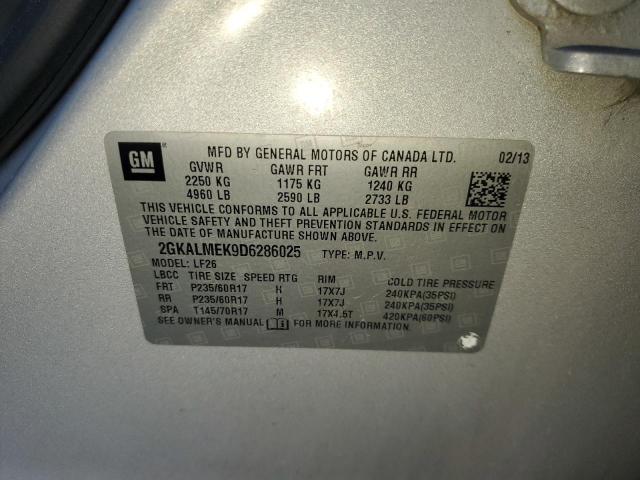 GM
MFD BY GENERAL MOTORS OF CANADA LTD. 02/13
GVWR GAWR FRT GAWR RR
2250 KG 1175 KG 1240 KG
4960 LB 2590 LB 2733 LB
THIS VEHICLE CONFORMS TO ALL APPLICABLE U.S. FEDERAL MOTOR
VEHICLE SAFETY AND THEFT PREVENTION STANDARDS IN EFFECT ON
THE DATE OF MANUFACTURE SHOWN ABOVE.
2GKALMEK9D6286025 TYPE: M.P.V.
MODEL: LF26
LBCC TIRE SIZE SPEED RTG RIM COLD TIRE PRESSURE
FRT P235/60R17 H 17X7J 240KPA(35PSI)
RR P235/60R17 H 17X7J 240KPA(35PSI)
SPA T145/70R17 M 17X4.5T 420KPA(60PSI)
SEE OWNER'S MANUAL FOR MORE INFORMATION.